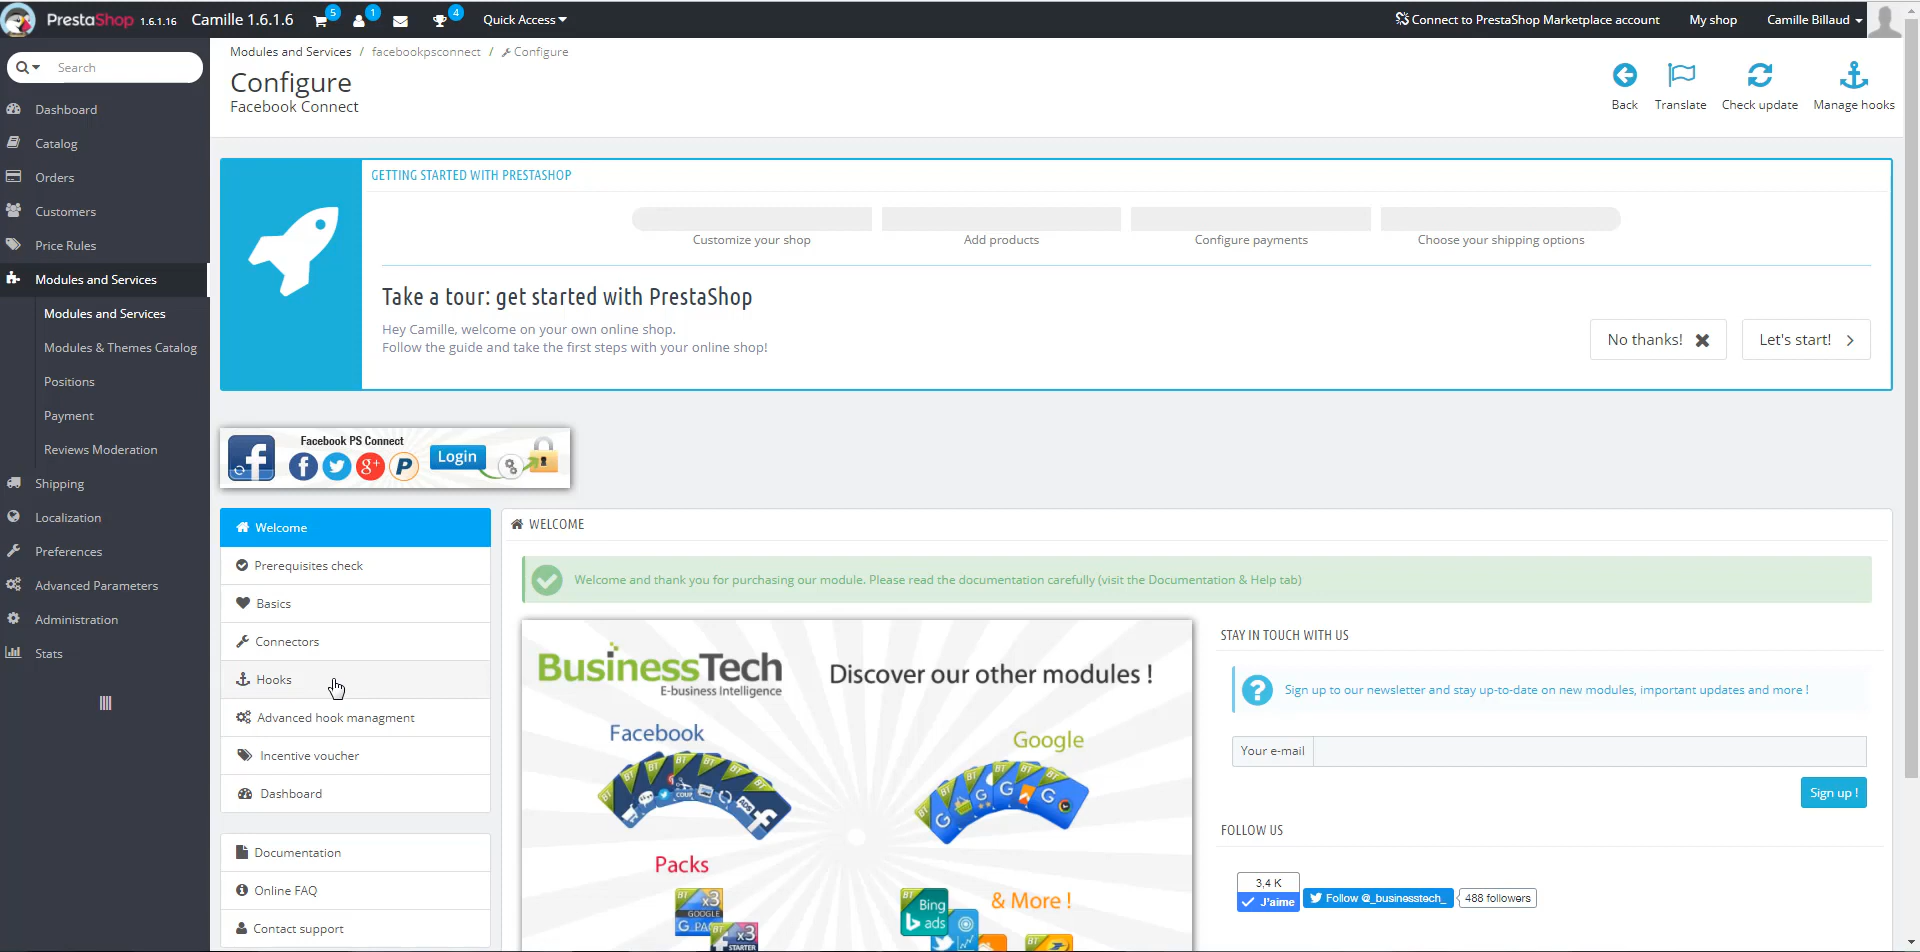 PrestaShop 1.6.1.16 Camille 1.6.1.6 5 1 4 Quick Access
Connect to PrestaShop Marketplace account My shop Camille Billaud
Search
Dashboard
Catalog
Orders
Customers
Price Rules
Modules and Services
Modules and Services
Modules & Themes Catalog
Positions
Payment
Reviews Moderation
Shipping
Localization
Preferences
Advanced Parameters
Administration
Stats
Modules and Services / facebookpsconnect / Configure
Configure
Facebook Connect
Back Translate Check update Manage hooks
GETTING STARTED WITH PRESTASHOP
Customize your shop Add products Configure payments Choose your shipping options
Take a tour: get started with PrestaShop
Hey Camille, welcome on your own online shop.
Follow the guide and take the first steps with your online shop!
No thanks! Let's start!
Facebook PS Connect
Login
Welcome
Prerequisites check
Basics
Connectors
Hooks
Advanced hook managment
Incentive voucher
Dashboard
Documentation
Online FAQ
Contact support
WELCOME
Welcome and thank you for purchasing our module. Please read the documentation carefully (visit the Documentation & Help tab)
BusinessTech
E-business Intelligence
Discover our other modules !
Facebook
Google
Packs
& More !
x3
GOOGLE
x3
STARTER
BT
Bing
ads
STAY IN TOUCH WITH US
Sign up to our newsletter and stay up-to-date on new modules, important updates and more !
Your e-mail
Sign up !
FOLLOW US
3,4 K
J'aime
Follow @_businesstech_
488 followers